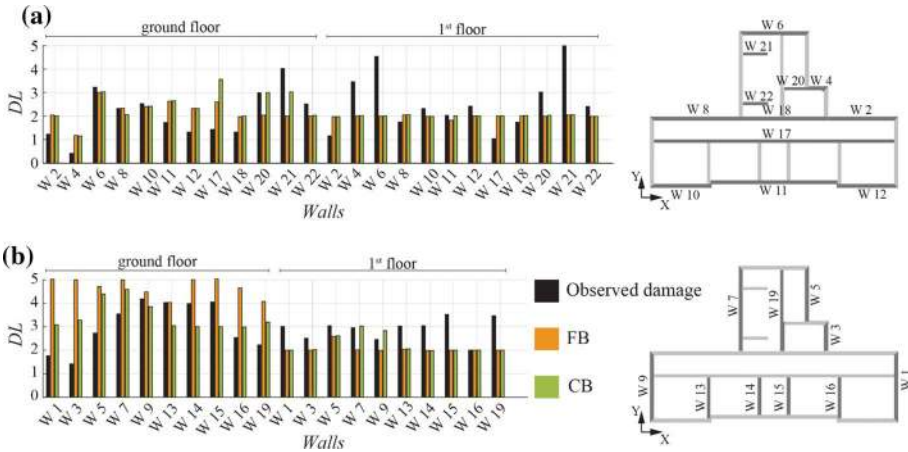 (a)
ground floor
1st floor
DL
5
4
3
2
1
0
W 2
W 4
W 6
W 8
W 10
W 11
W 12
W 17
W 18
W 20
W 21
W 22
W 2
W 4
W 6
W 8
W 10
W 11
W 12
W 17
W 18
W 20
W 21
W 22
Walls
W 6
W 21
W 20
W 4
W 22
W 8
W 18
W 2
W 17
W 10
W 11
W 12
Y
X
(b)
ground floor
1st floor
DL
5
4
3
2
1
0
W 1
W 3
W 5
W 7
W 9
W 13
W 14
W 15
W 16
W 19
W 1
W 3
W 5
W 7
W 9
W 13
W 14
W 15
W 16
W 19
Walls
Observed damage
FB
CB
W 7
W 19
W 5
W 3
W 9
W 13
W 14
W 15
W 16
W 1
Y
X